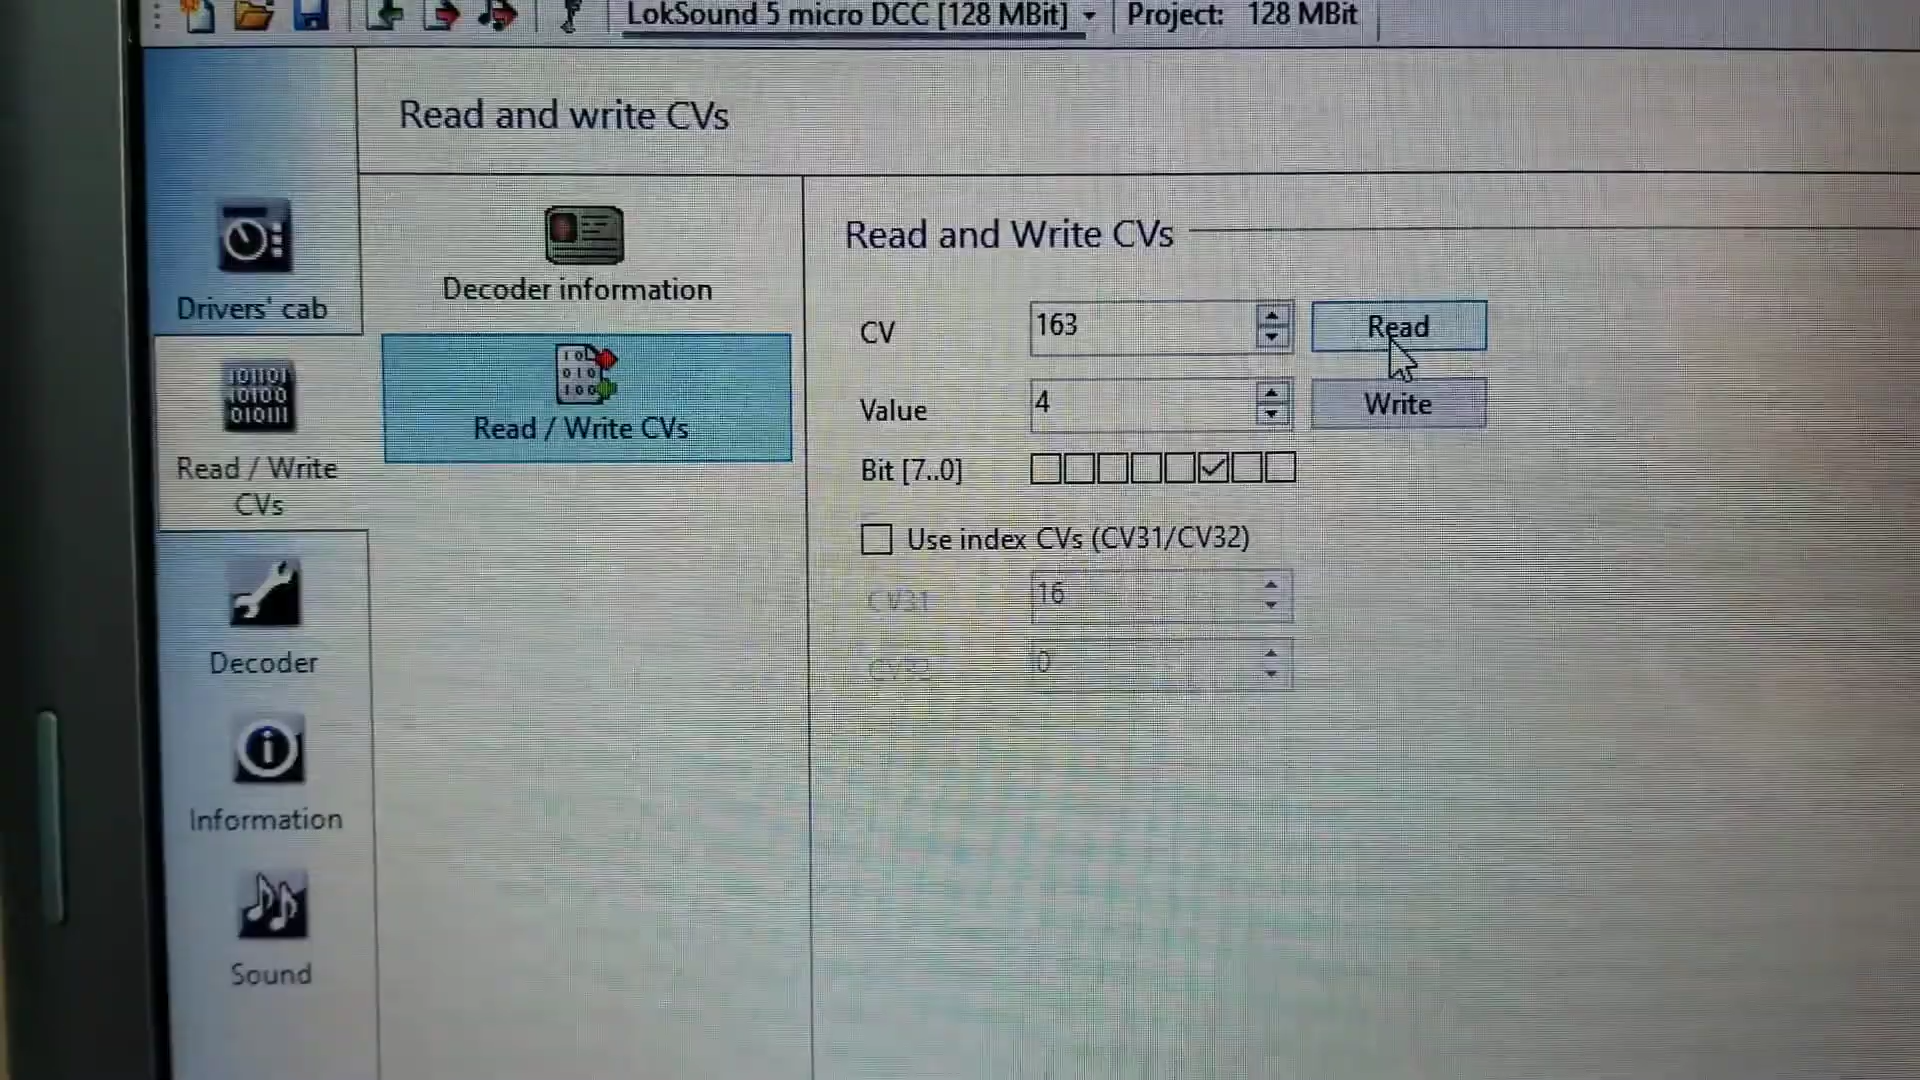 LokSound 5 micro DCC [128 MBit]
Project: 128 MBit
Read and write CVs
Drivers' cab
Read / Write
CVs
Decoder
Information
Sound
Decoder information
Read / Write CVs
Read and Write CVs
CV
163
Read
Value
4
Write
Bit [7..0]
Use index CVs (CV31/CV32)
CV31
16
CV32
0